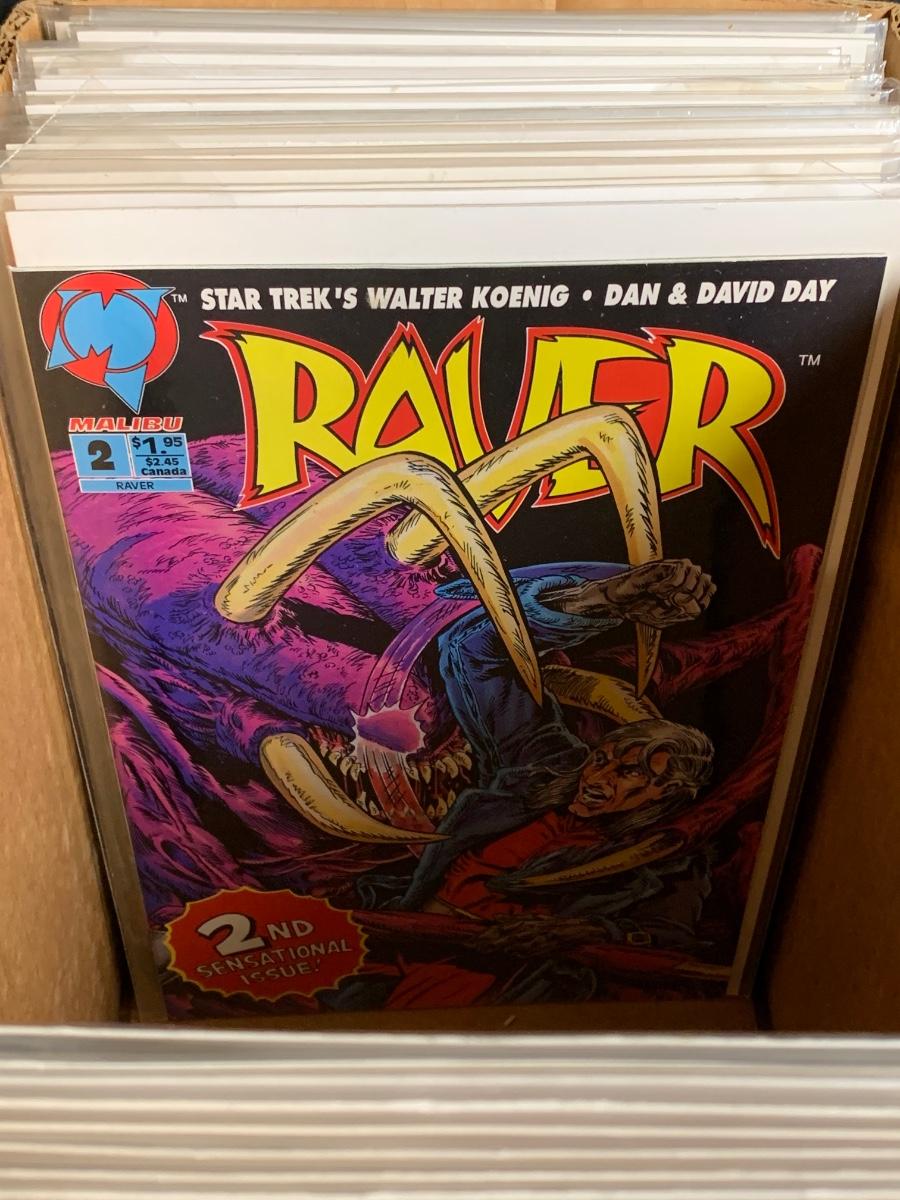 STAR TREK'S WALTER KOENIG • DAN & DAVID DAY
RAVER
TM
TM
M
MALIBU
2
$1.95
$2.45
Canada
RAVER
2ND
SENSATIONAL
ISSUE!